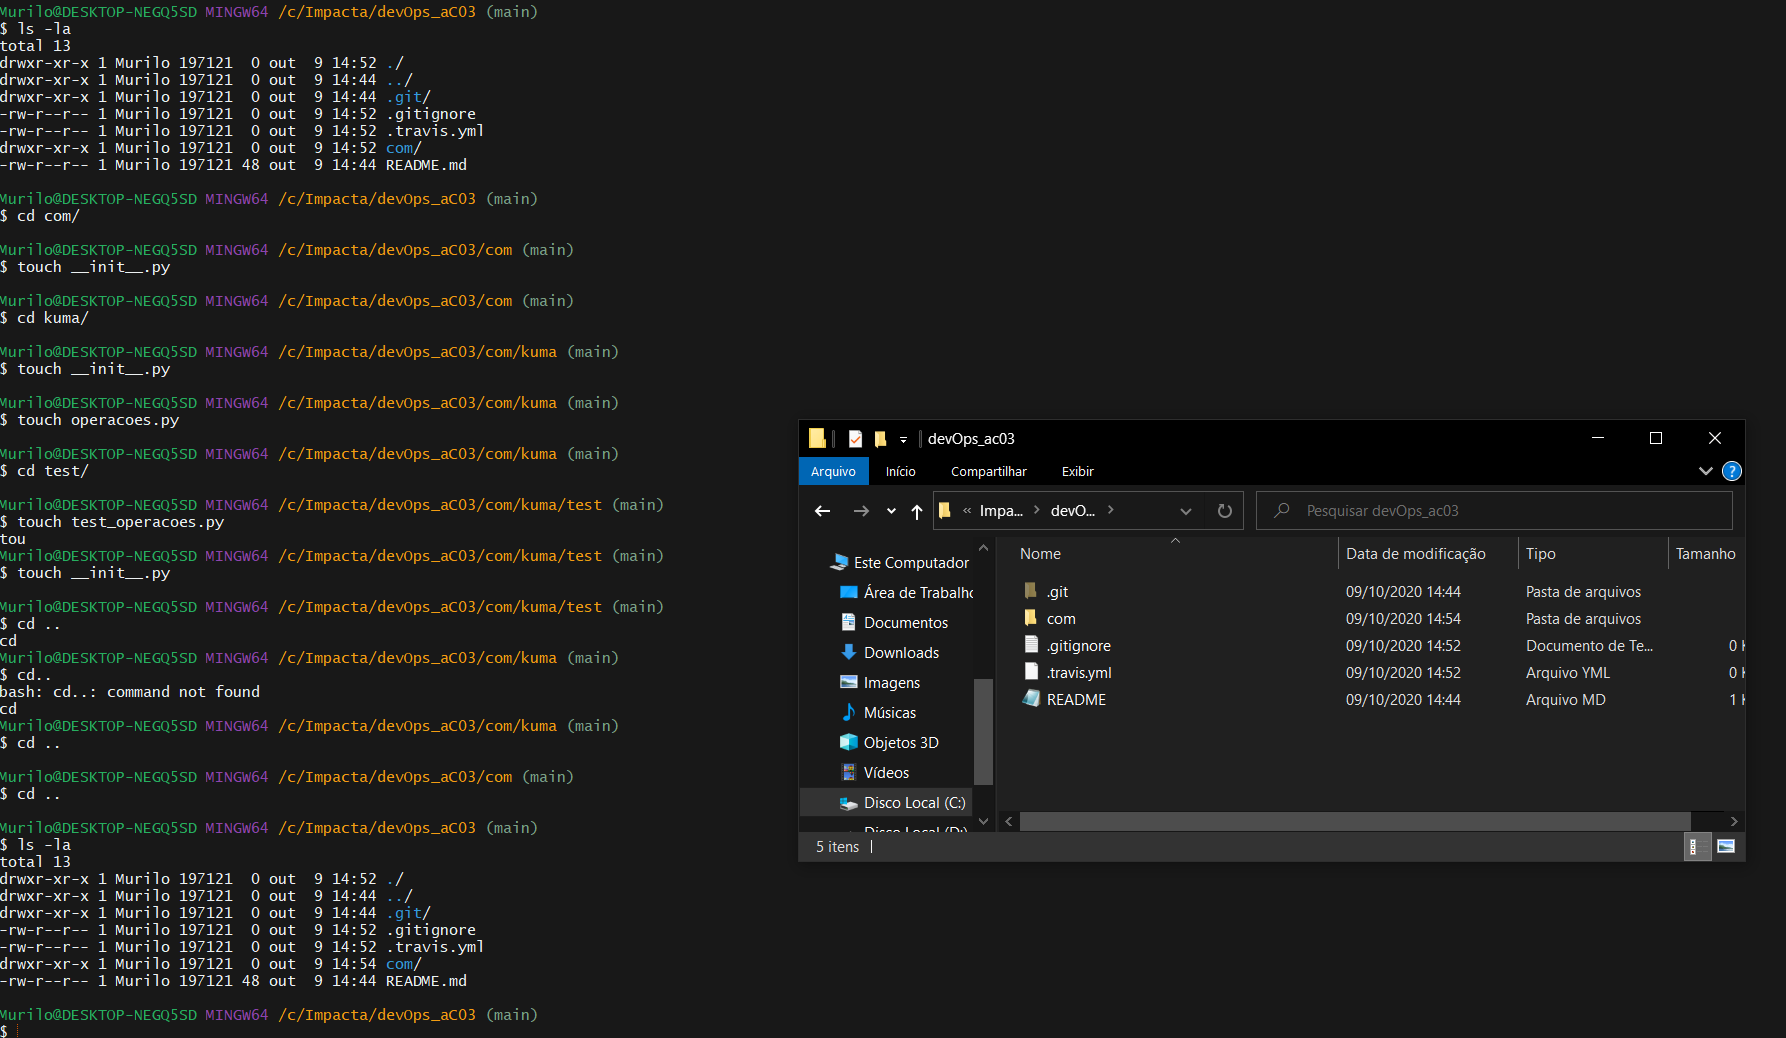 Murilo@DESKTOP-NEGQ5SD MINGW64 /c/Impacta/devOps_aC03 (main)
$ ls -la
total 13
drwxr-xr-x 1 Murilo 197121  0 out  9 14:52 ./
drwxr-xr-x 1 Murilo 197121  0 out  9 14:44 ../
drwxr-xr-x 1 Murilo 197121  0 out  9 14:44 .git/
-rw-r--r-- 1 Murilo 197121  0 out  9 14:52 .gitignore
-rw-r--r-- 1 Murilo 197121  0 out  9 14:52 .travis.yml
drwxr-xr-x 1 Murilo 197121  0 out  9 14:52 com/
-rw-r--r-- 1 Murilo 197121 48 out  9 14:44 README.md
Murilo@DESKTOP-NEGQ5SD MINGW64 /c/Impacta/devOps_aC03 (main)
$ cd com/
Murilo@DESKTOP-NEGQ5SD MINGW64 /c/Impacta/devOps_aC03/com (main)
$ touch __init__.py
Murilo@DESKTOP-NEGQ5SD MINGW64 /c/Impacta/devOps_aC03/com (main)
$ cd kuma/
Murilo@DESKTOP-NEGQ5SD MINGW64 /c/Impacta/devOps_aC03/com/kuma (main)
$ touch __init__.py
Murilo@DESKTOP-NEGQ5SD MINGW64 /c/Impacta/devOps_aC03/com/kuma (main)
$ touch operacoes.py
Murilo@DESKTOP-NEGQ5SD MINGW64 /c/Impacta/devOps_aC03/com/kuma (main)
$ cd test/
Murilo@DESKTOP-NEGQ5SD MINGW64 /c/Impacta/devOps_aC03/com/kuma/test (main)
$ touch test_operacoes.py
tou
Murilo@DESKTOP-NEGQ5SD MINGW64 /c/Impacta/devOps_aC03/com/kuma/test (main)
$ touch __init__.py
Murilo@DESKTOP-NEGQ5SD MINGW64 /c/Impacta/devOps_aC03/com/kuma/test (main)
$ cd ..
cd
Murilo@DESKTOP-NEGQ5SD MINGW64 /c/Impacta/devOps_aC03/com/kuma (main)
$ cd..
bash: cd..: command not found
cd
Murilo@DESKTOP-NEGQ5SD MINGW64 /c/Impacta/devOps_aC03/com/kuma (main)
$ cd ..
Murilo@DESKTOP-NEGQ5SD MINGW64 /c/Impacta/devOps_aC03/com (main)
$ cd ..
Murilo@DESKTOP-NEGQ5SD MINGW64 /c/Impacta/devOps_aC03 (main)
$ ls -la
total 13
drwxr-xr-x 1 Murilo 197121  0 out  9 14:52 ./
drwxr-xr-x 1 Murilo 197121  0 out  9 14:44 ../
drwxr-xr-x 1 Murilo 197121  0 out  9 14:44 .git/
-rw-r--r-- 1 Murilo 197121  0 out  9 14:52 .gitignore
-rw-r--r-- 1 Murilo 197121  0 out  9 14:52 .travis.yml
drwxr-xr-x 1 Murilo 197121  0 out  9 14:54 com/
-rw-r--r-- 1 Murilo 197121 48 out  9 14:44 README.md
Murilo@DESKTOP-NEGQ5SD MINGW64 /c/Impacta/devOps_aC03 (main)
$
devOps_ac03
Arquivo Início Compartilhar Exibir
« Impa... > devO... > Pesquisar devOps_ac03
Este Computador
Área de Trabalho
Documentos
Downloads
Imagens
Músicas
Objetos 3D
Vídeos
Disco Local (C:)
Disco Local (D:)
Nome Data de modificação Tipo Tamanho
.git 09/10/2020 14:44 Pasta de arquivos
com 09/10/2020 14:54 Pasta de arquivos
.gitignore 09/10/2020 14:52 Documento de Te... 0 K
.travis.yml 09/10/2020 14:52 Arquivo YML 0 K
README 09/10/2020 14:44 Arquivo MD 1 K
5 itens